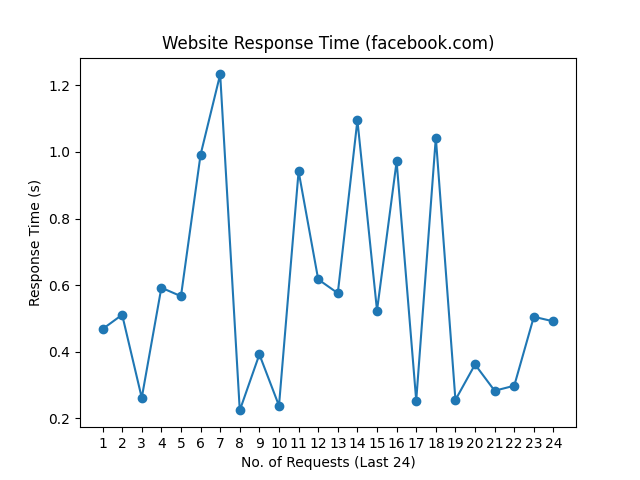 Website Response Time (facebook.com)
Response Time (s)
1.2
1.0
0.8
0.6
0.4
0.2
1 2 3 4 5 6 7 8 9 10 11 12 13 14 15 16 17 18 19 20 21 22 23 24
No. of Requests (Last 24)